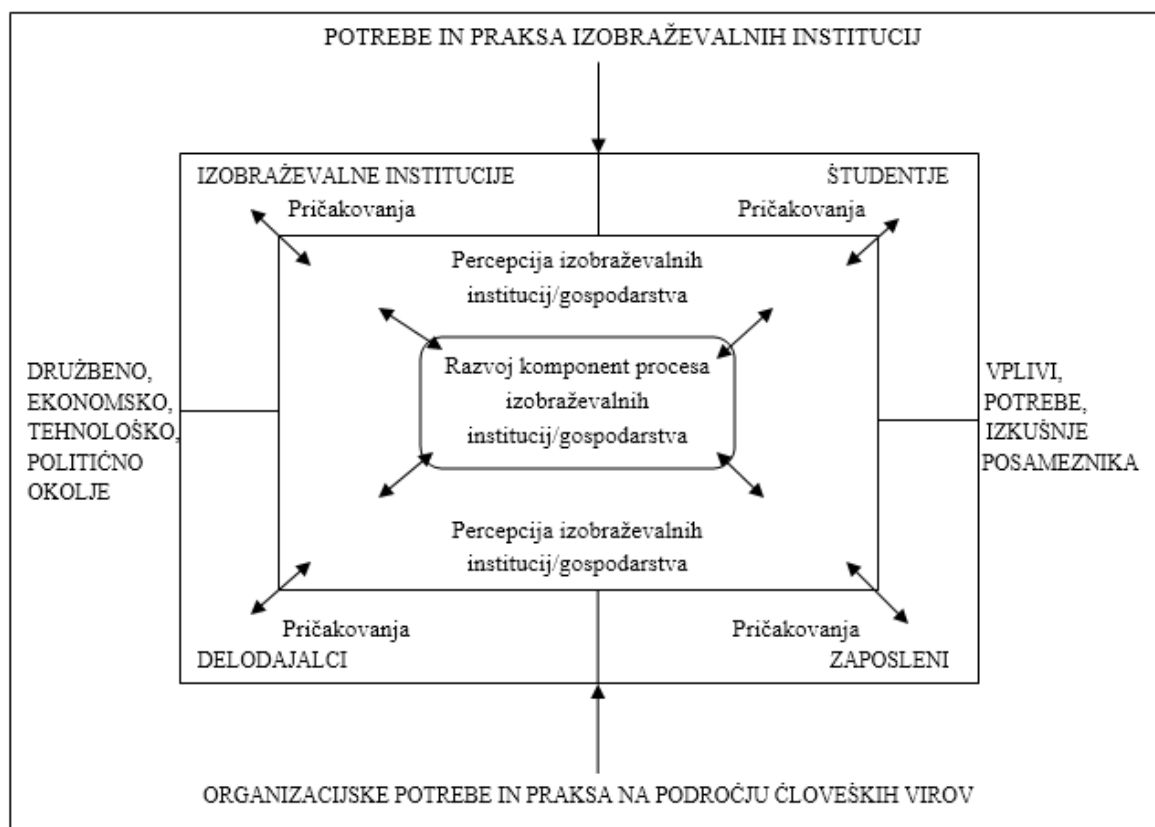 POTREBE IN PRAKSA IZOBRAŽEVALNIH INSTITUCIJ
IZOBRAŽEVALNE INSTITUCIJE
ŠTUDENTJE
Pričakovanja
Pričakovanja
Percepcija izobraževalnih
institucij/gospodarstva
DRUŽBENO,
EKONOMSKO,
TEHNOLOŠKO,
POLITIČNO
OKOLJE
Razvoj komponent procesa
izobraževalnih
institucij/gospodarstva
VPLIVI,
POTREBE,
IZKUŠNJE
POSAMEZNIKA
Percepcija izobraževalnih
institucij/gospodarstva
Pričakovanja
Pričakovanja
DELODAJALCI
ZAPOSLENI
ORGANIZACIJSKE POTREBE IN PRAKSA NA PODROČJU ČLOVEŠKIH VIROV